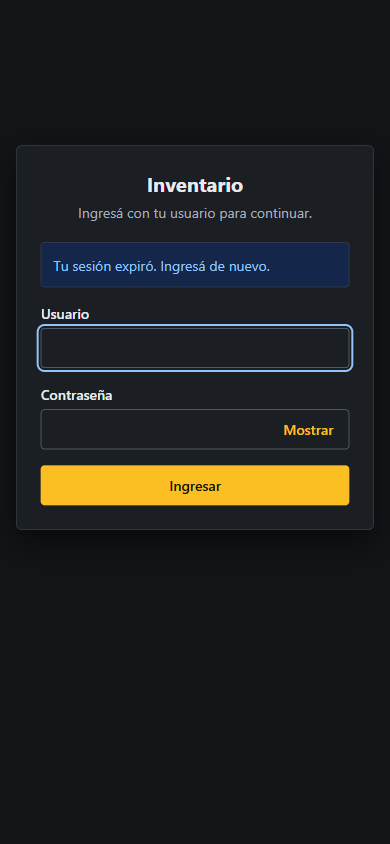 Inventario
Ingresá con tu usuario para continuar.
Tu sesión expiró. Ingresá de nuevo.
Usuario
Contraseña
Mostrar
Ingresar